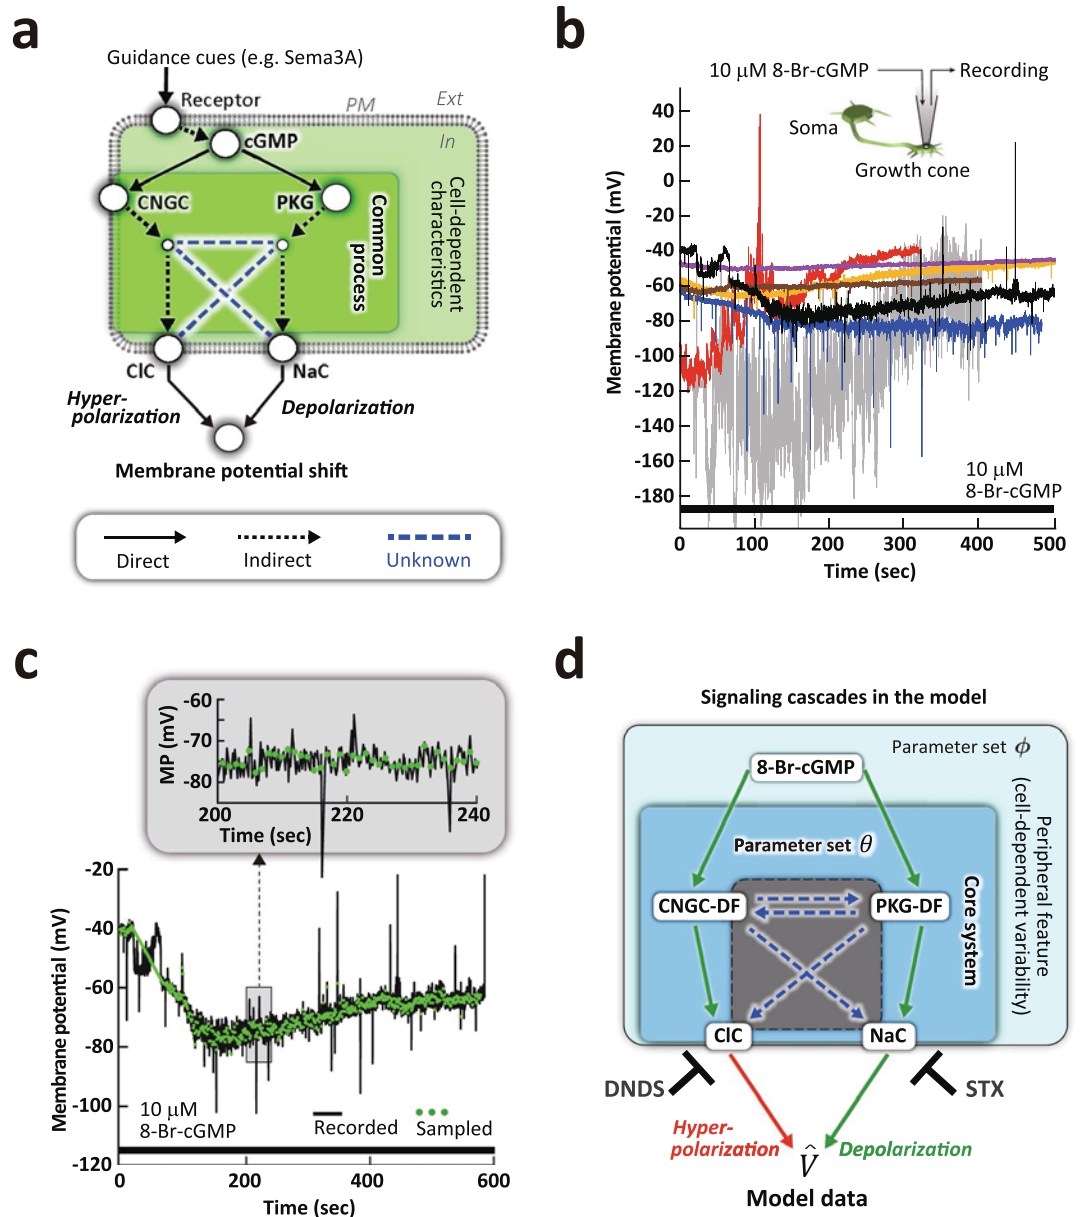 a
Guidance cues (e.g. Sema3A)
Receptor
PM
Ext
In
cGMP
CNGC
PKG
Common
process
Cell-dependent
characteristics
ClC
NaC
Hyper-
polarization
Depolarization
Membrane potential shift
Direct
Indirect
Unknown
b
10 μM 8-Br-cGMP
Recording
Soma
Growth cone
Membrane potential (mV)
40
20
0
-20
-40
-60
-80
-100
-120
-140
-160
-180
10 μM
8-Br-cGMP
0
100
200
300
400
500
Time (sec)
c
MP (mV)
-60
-70
-80
200
220
240
Time (sec)
Membrane potential (mV)
-20
-40
-60
-80
-100
-120
10 μM
8-Br-cGMP
Recorded
Sampled
0
200
400
600
Time (sec)
d
Signaling cascades in the model
Parameter set ϕ
8-Br-cGMP
Peripheral feature
(cell-dependent variability)
Parameter set θ
Core system
CNGC-DF
PKG-DF
ClC
NaC
DNDS
STX
Hyper-
polarization
Depolarization
V̂
Model data